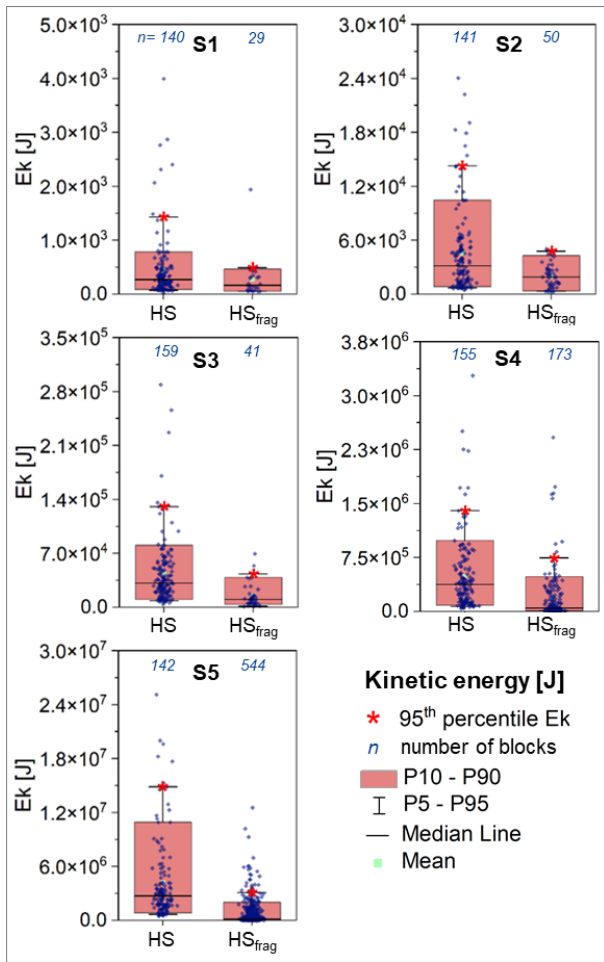 n= 140 S1 29
5.0×10³
4.0×10³
3.0×10³
2.0×10³
1.0×10³
0.0
Ek [J]
HS HSfrag
141 S2 50
3.0×10⁴
2.4×10⁴
1.8×10⁴
1.2×10⁴
6.0×10³
0.0
Ek [J]
HS HSfrag
159 S3 41
3.5×10⁵
2.8×10⁵
2.1×10⁵
1.4×10⁵
7.0×10⁴
0.0
Ek [J]
HS HSfrag
155 S4 173
3.8×10⁶
3.0×10⁶
2.3×10⁶
1.5×10⁶
7.5×10⁵
0.0
Ek [J]
HS HSfrag
142 S5 544
3.0×10⁷
2.4×10⁷
1.8×10⁷
1.2×10⁷
6.0×10⁶
0.0
Ek [J]
HS HSfrag
Kinetic energy [J]
* 95th percentile Ek
n number of blocks
P10 - P90
P5 - P95
Median Line
Mean